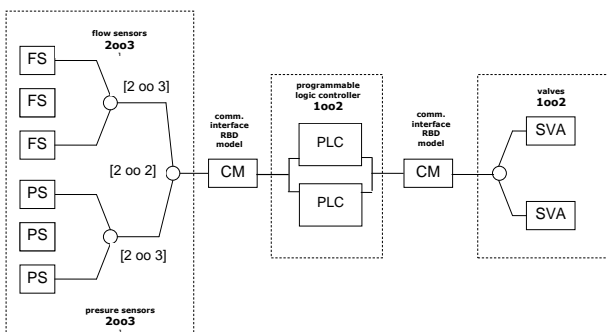 flow sensors
2oo3
FS
FS
FS
[2 oo 3]
[2 oo 2]
PS
PS
PS
[2 oo 3]
presure sensors
2oo3
comm.
interface
RBD
model
CM
programmable
logic controller
1oo2
PLC
PLC
comm.
interface
RBD
model
CM
valves
1oo2
SVA
SVA